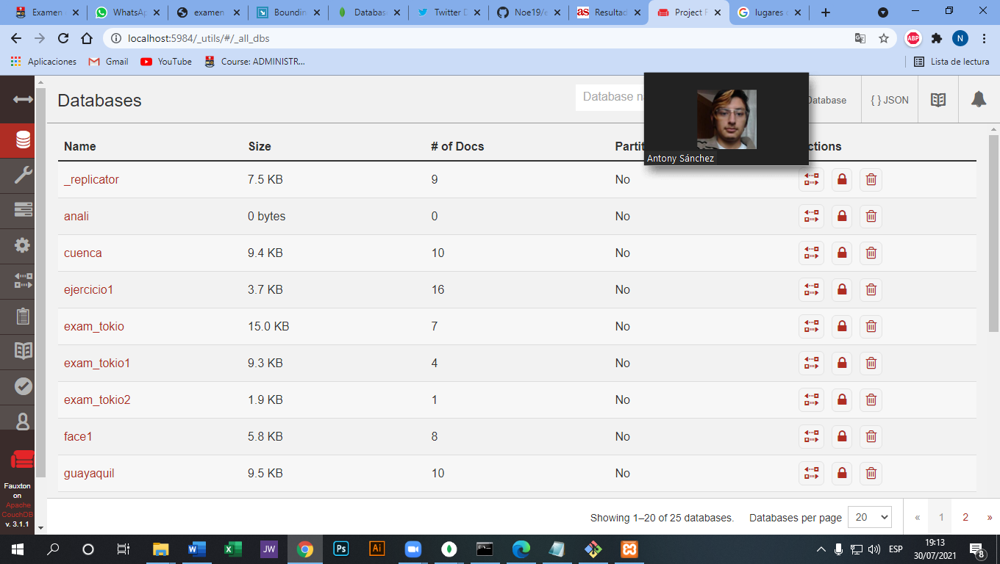 Examen
WhatsAp
examen
Boundin
Databas
Twitter D
Noe19/e
Resultad
Project F
lugares
localhost:5984/_utils/#/_all_dbs
ABP
N
Aplicaciones
Gmail
YouTube
Course: ADMINISTR...
Lista de lectura
Databases
Database na
Database
{ } JSON
Antony Sánchez
Name Size # of Docs Partit ctions
_replicator 7.5 KB 9 No
anali 0 bytes 0 No
cuenca 9.4 KB 10 No
ejercicio1 3.7 KB 16 No
exam_tokio 15.0 KB 7 No
exam_tokio1 9.3 KB 4 No
exam_tokio2 1.9 KB 1 No
face1 5.8 KB 8 No
guayaquil 9.5 KB 10 No
Fauxton
on
Apache
CouchDB
v. 3.1.1
Showing 1–20 of 25 databases.
Databases per page
20
«
1
2
»
JW
Ps
Ai
ESP
19:13
30/07/2021
8